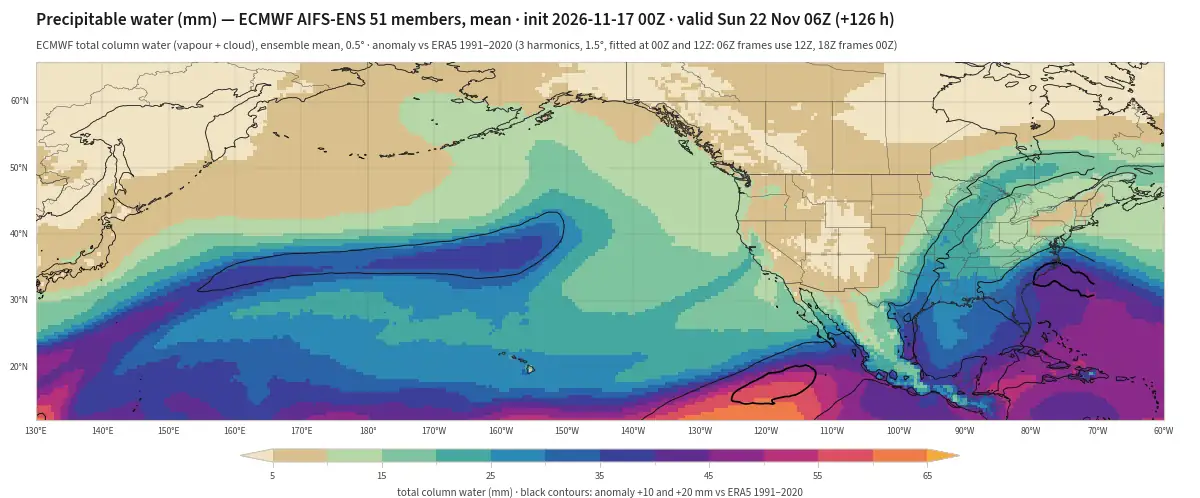 Precipitable water (mm) — ECMWF AIFS-ENS 51 members, mean · init 2026-11-17 00Z · valid Sun 22 Nov 06Z (+126 h)
ECMWF total column water (vapour + cloud), ensemble mean, 0.5° · anomaly vs ERA5 1991–2020 (3 harmonics, 1.5°, fitted at 00Z and 12Z: 06Z frames use 12Z, 18Z frames 00Z)
60°N
50°N
40°N
30°N
20°N
130°E 140°E 150°E 160°E 170°E 180° 170°W 160°W 150°W 140°W 130°W 120°W 110°W 100°W 90°W 80°W 70°W 60°W
5 15 25 35 45 55 65
total column water (mm) · black contours: anomaly +10 and +20 mm vs ERA5 1991–2020